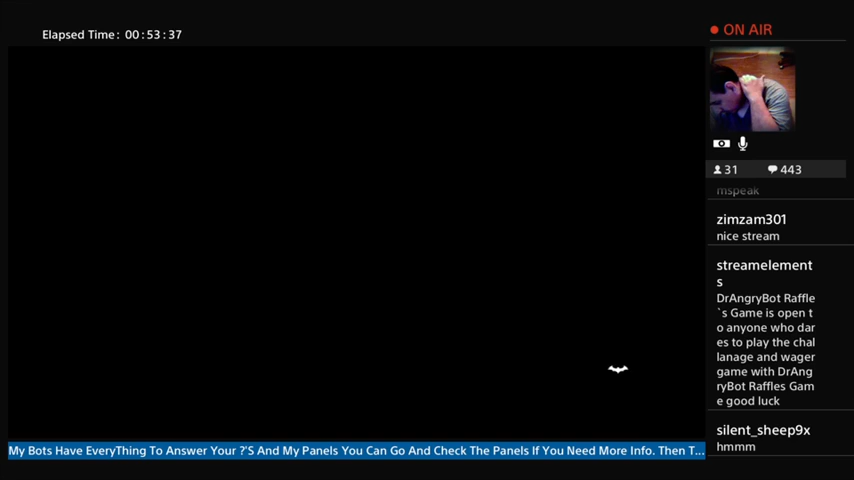 Elapsed Time: 00:53:37
ON AIR
31 443
mspeak
zimzam301
nice stream
streamelement
s
DrAngryBot Raffle
`s Game is open t
o anyone who dar
es to play the chal
lanage and wager
game with DrAng
ryBot Raffles Gam
e good luck
silent_sheep9x
hmmm
My Bots Have EveryThing To Answer Your ?'S And My Panels You Can Go And Check The Panels If You Need More Info. Then T...